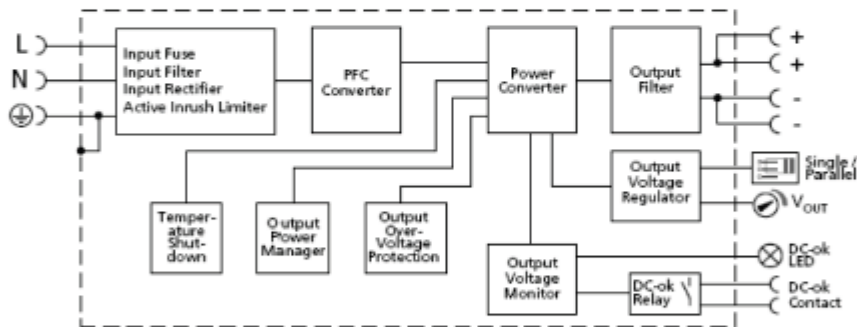 L
N
Input Fuse
Input Filter
Input Rectifier
Active Inrush Limiter
PFC
Converter
Power
Converter
Output
Filter
+
+
-
-
Output
Voltage
Regulator
Single /
Parallel
VOUT
Temper-
ature
Shut-
down
Output
Power
Manager
Output
Over-
Voltage
Protection
Output
Voltage
Monitor
DC-ok
LED
DC-ok
Relay
DC-ok
Contact